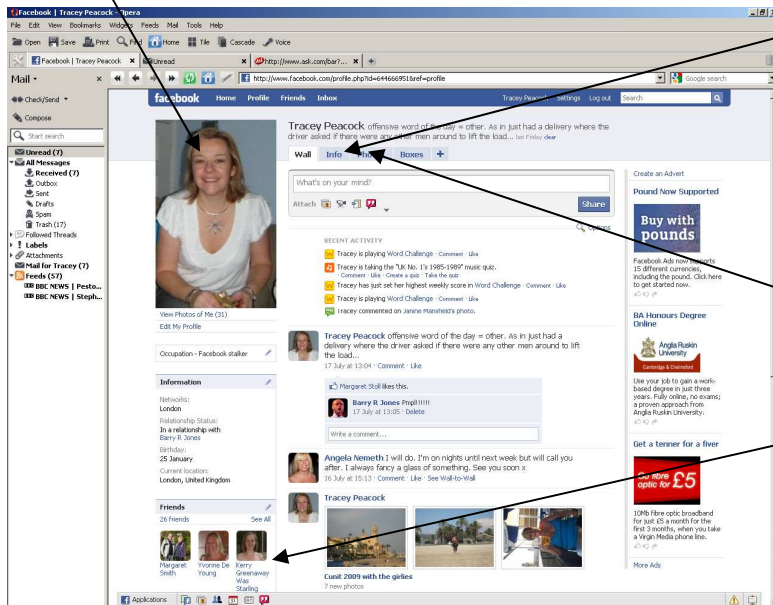 Facebook | Tracey Peacock - Opera
File Edit View Bookmarks Widgets Feeds Mail Tools Help
Open Save Print Find Home Tile Cascade Voice
Facebook | Tracey Peacock
Unread
http://www.ask.com/bar?...
Mail
http://www.facebook.com/profile.php?id=644666951&ref=profile
Google search
Check/Send
Compose
Start search
Unread (7)
All Messages
Received (7)
Outbox
Sent
Drafts
Spam
Trash (17)
Followed Threads
Labels
Attachments
Mail for Tracey (7)
Feeds (57)
BBC NEWS | Pesto...
BBC NEWS | Steph...
facebook Home Profile Friends Inbox
Tracey Peacock Settings Log out Search
View Photos of Me (31)
Edit My Profile
Occupation - Facebook stalker
Information
Networks:
London
Relationship Status:
In a relationship with
Barry R Jones
Birthday:
25 January
Current location:
London, United Kingdom
Friends
26 friends See All
Margaret Smith
Yvonne De Young
Kerry Greenaway Was Starling
Tracey Peacock offensive word of the day = other. As in just had a delivery where the
driver asked if there were any other men around to lift the load... last Friday clear
Wall Info Boxes +
What's on your mind?
Attach Share
Options
RECENT ACTIVITY
Tracey is playing Word Challenge · Comment · Like
Tracey is taking the "UK No. 1's 1985-1989" music quiz.
· Comment · Like · Create a quiz · Take the quiz
Tracey has just set her highest weekly score in Word Challenge · Comment · Like
Tracey is playing Word Challenge · Comment · Like
Tracey commented on Janine Mansfield's photo.
Tracey Peacock offensive word of the day = other. As in just had a
delivery where the driver asked if there were any other men around to lift
the load...
17 July at 13:04 · Comment · Like
Margaret Stoll likes this.
Barry R Jones Pmpl!!!!!!
17 July at 13:05 · Delete
Write a comment...
Angela Nemeth I will do. I'm on nights until next week but will call you
after. I always fancy a glass of something. See you soon x
16 July at 15:13 · Comment · Like · See Wall-to-Wall
Tracey Peacock
Cunit 2009 with the girlies
7 new photos
Create an Advert
Pound Now Supported
Buy with
pounds
Facebook Ads now supports
15 different currencies,
including the pound. Click here
to get started now.
BA Honours Degree
Online
Anglia Ruskin
University
Cambridge & Chelmsford
Use your job to gain a work-
based degree in just three
years. Fully online, no exams;
a proven approach from
Anglia Ruskin University.
Get a tenner for a fiver
fibre
optic for £5
10Mb fibre optic broadband
for just £5 a month for the
first 3 months, when you take
a Virgin Media phone line.
More Ads
Applications